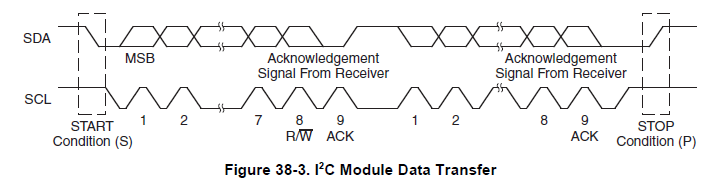 SDA
MSB
Acknowledgement
Signal From Receiver
Acknowledgement
Signal From Receiver
SCL
START
Condition (S)
1
2
7
8
R/W̅
9
ACK
1
2
8
9
ACK
STOP
Condition (P)
Figure 38-3. I²C Module Data Transfer